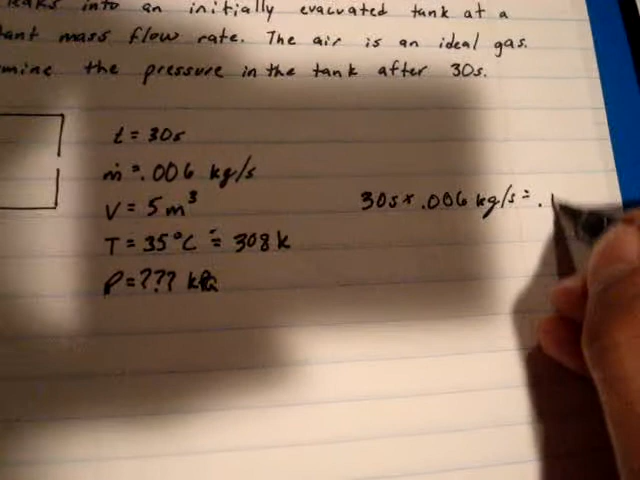 leaks into an initially evacuated tank at a
tant mass flow rate. The air is an ideal gas.
mine the pressure in the tank after 30s.
t = 30s
ṁ = .006 kg/s
30s × .006 kg/s = .1
V = 5 m³
T = 35°C = 308 k
P = ??? kPa